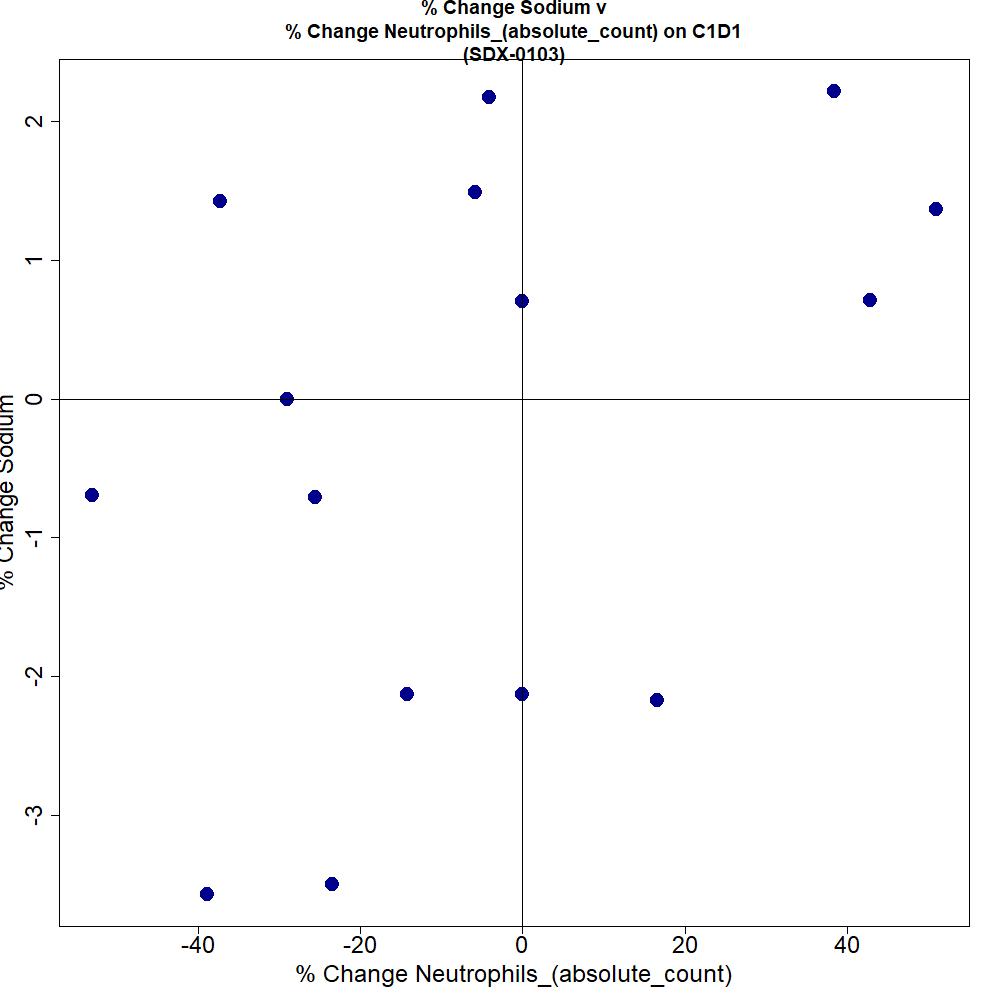 % Change Sodium v
% Change Neutrophils_(absolute_count) on C1D1
(SDX-0103)
% Change Sodium
2
1
0
-1
-2
-3
-40
-20
0
20
40
% Change Neutrophils_(absolute_count)